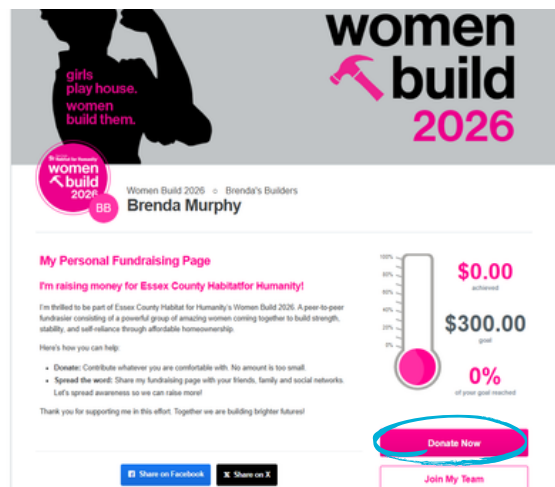 women
build
2026
girls
play house.
women
build them.
Habitat for Humanity
women
build
2026
BB
Women Build 2026 ○ Brenda's Builders
Brenda Murphy
My Personal Fundraising Page
I'm raising money for Essex County Habitatfor Humanity!
I'm thrilled to be part of Essex County Habitat for Humanity's Women Build 2026. A peer-to-peer
fundrasier consisting of a powerful group of amazing women coming together to build strength,
stability, and self-reliance through affordable homeownership.
Here's how you can help:
• Donate: Contribute whatever you are comfortable with. No amount is too small.
• Spread the word: Share my fundraising page with your friends, family and social networks.
Let's spread awareness so we can raise more!
Thank you for supporting me in this effort. Together we are building brighter futures!
Share on Facebook
X Share on X
100%
80%
60%
40%
20%
0%
$0.00
achieved
$300.00
goal
0%
of your goal reached
Donate Now
Join My Team